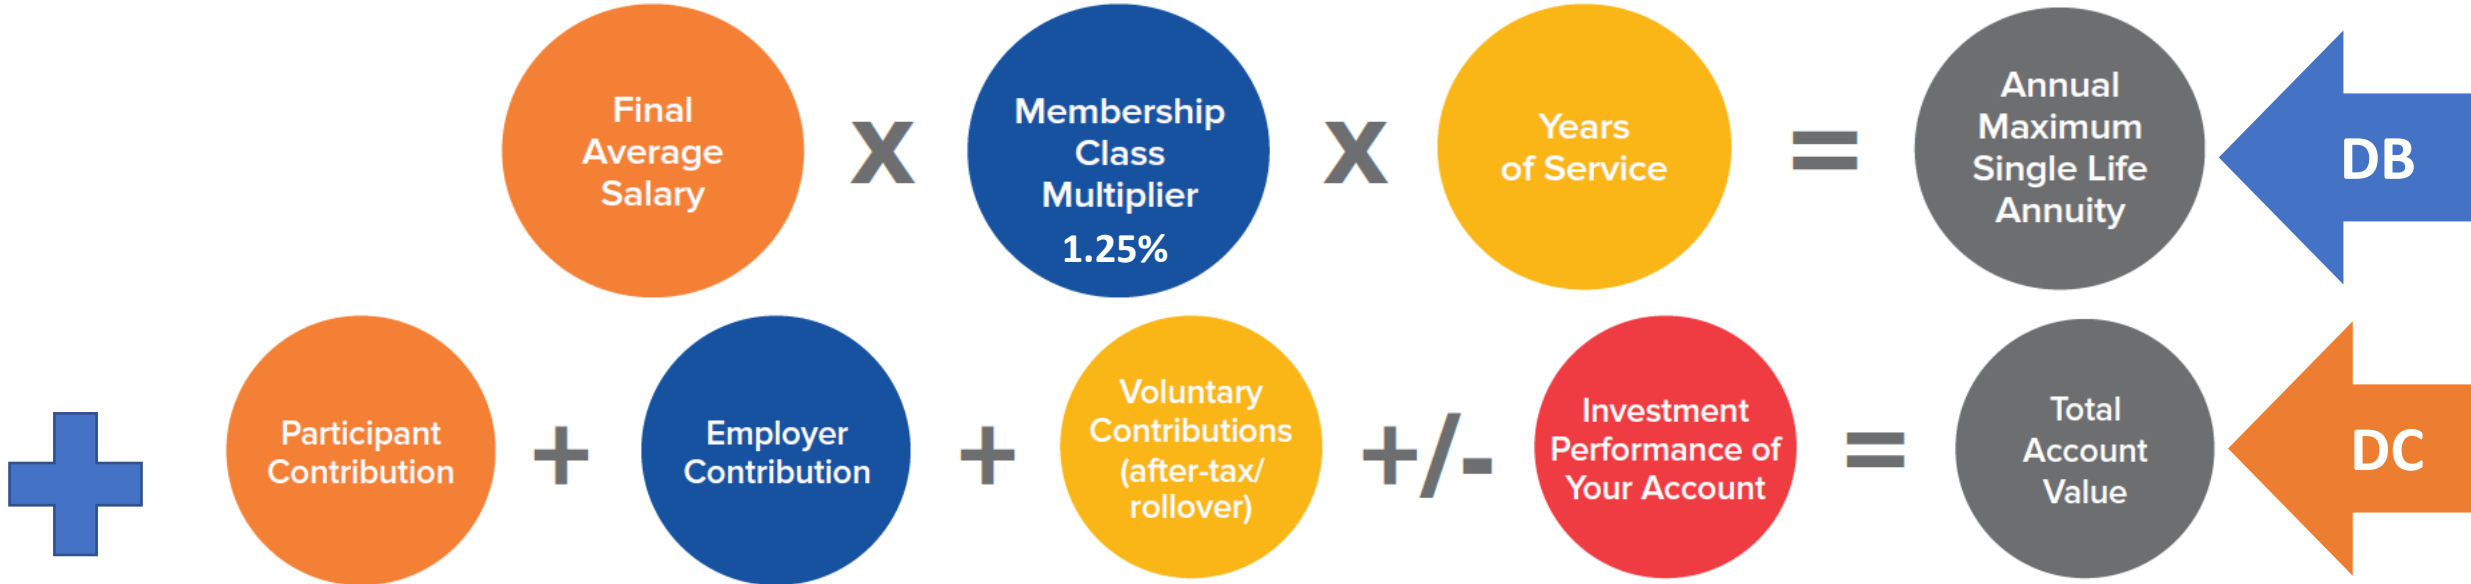 Final
Average
Salary
X
Membership
Class
Multiplier
1.25%
X
Years
of Service
=
Annual
Maximum
Single Life
Annuity
DB
Participant
Contribution
+
Employer
Contribution
+
Voluntary
Contributions
(after-tax/
rollover)
+/-
Investment
Performance of
Your Account
=
Total
Account
Value
DC